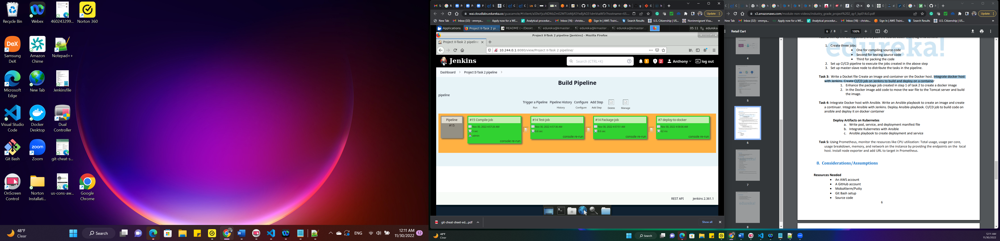 Recycle Bin
Webex
460243299...
Norton 360
Samsung
DeX
Amazon
Chime
Notepad++
Microsoft
Edge
New Tab
Jenkinsfile
Visual Studio
Code
Docker
Desktop
Dual
Controller
Git Bash
Zoom
git-cheat-s...
OnScreen
Control
Norton
Installati...
us-cons-aw...
Google
Chrome
48°F
Clear
Search
ENG
12:11 AM
11/30/2022
12
wai.cloudlabs.edureka.co/guacamole/#/client/aS0wYjczNDMzZmE2MTUxMjA5YwBjAG51dmVsaW5r?hostname=65....
Update
New Tab
Inbox (32) - emmya...
Apply now for a WE...
Analytical procedur...
Inbox (16) - christo...
Sign In | AWS Traini...
Search Results
U.S. Citizenship | US...
Nonimmigrant Visa...
Applications
Project II-Task 2 pi...
README (~/Deskt...
edureka@kmaster...
edureka@kmaster...
edureka@kmaster...
05:11
edureka
Project II-Task 2 pipeline [Jenkins] - Mozilla Firefox
Project II-Task 2 pipeline
10.244.0.1:8080/view/Project II-Task 2 pipeline/
Jenkins
Search (CTRL+K)
1
2
Anthony
log out
Dashboard
Project II-Task 2 pipeline
Build Pipeline
pipeline
Trigger a Pipeline
Pipeline History
Configure
Add Step
Run
History
Configure
Add Step
Delete
Manage
Pipeline
#15
#15 Compile-job
Nov 30, 2022 4:57:26 AM
5 sec
admin
console re-run
#14 Test-job
Nov 30, 2022 4:57:36 AM
6.6 sec
console re-run
#14 Package-job
Nov 30, 2022 4:57:51 AM
8.6 sec
console re-run
#7 deploy-to-docker
Nov 30, 2022 4:58:06 AM
62 ms
console re-run
REST API
Jenkins 2.361.1
git-cheat-sheet-ed....pdf
Show all
48°F
Clear
Search
s3.amazonaws.com/module-non-videos/industry_grade_project%202_qy1_bp014z3.pdf
Update
New Tab
Inbox (32) - emmya...
Apply now for a WE...
Analytical procedur...
Inbox (16) - christo...
Sign In | AWS Traini...
Search Results
U.S. Citizenship | US...
Retail Cart
6 / 8
100%
4
5
6
7
8
edureka!
1. Create three jobs:
• One for compiling source code
• Second for testing source code
• Third for packing the code
2. Set up CI/CD pipeline to execute the jobs created in the above step
3. Set up master-slave node to distribute the tasks in the pipeline.
Task 3: Write a Docket file Create an Image and container on the Docker host. Integrate docker host
with Jenkins. Create CI/CD job on Jenkins to build and deploy on a container
1. Enhance the package job created in step 1 of task 2 to create a docker image
2. In the Docker image add code to move the war file to the Tomcat server and build
the image.
Task 4: Integrate Docker host with Ansible. Write an Ansible playbook to create an image and create
a continuer. Integrate Ansible with Jenkins. Deploy Ansible-playbook. CI/CD job to build code on
ansible and deploy it on docker container
Deploy Artifacts on Kubernetes
a. Write pod, service, and deployment manifest file
b. Integrate Kubernetes with Ansible
c. Ansible playbook to create deployment and service
Task 5: Using Prometheus, monitor the resources like CPU utilization: Total usage, usage per core,
usage breakdown, memory, and network on the instance by providing the endpoints on the local
host. Install node exporter and add URL to target in Prometheus.
8. Considerations/Assumptions
Resources Needed
• An AWS account
• A GitHub account
• MobaXterm/Putty
• Git Bash setup
• Source code
6
12:11 AM
11/30/2022